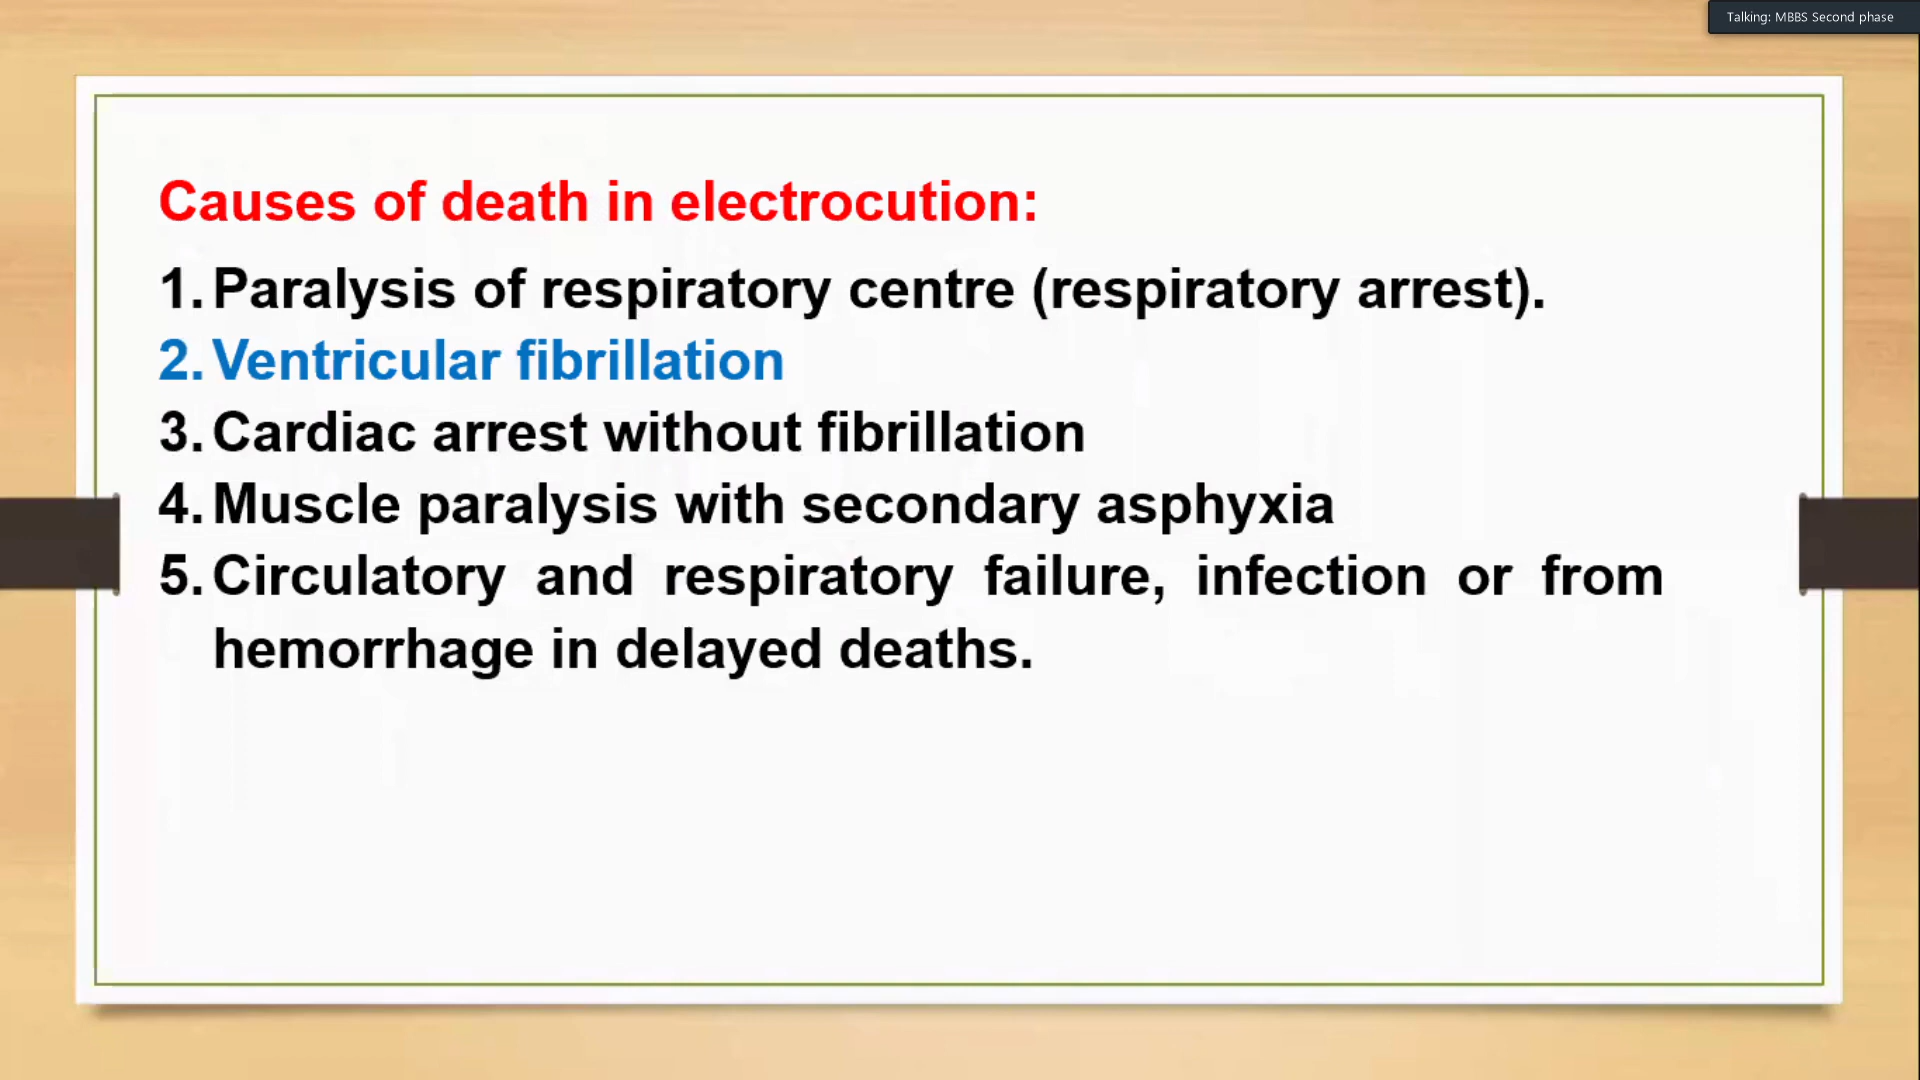 Talking: MBBS Second phase
Causes of death in electrocution:
1. Paralysis of respiratory centre (respiratory arrest).
2. Ventricular fibrillation
3. Cardiac arrest without fibrillation
4. Muscle paralysis with secondary asphyxia
5. Circulatory and respiratory failure, infection or from
hemorrhage in delayed deaths.